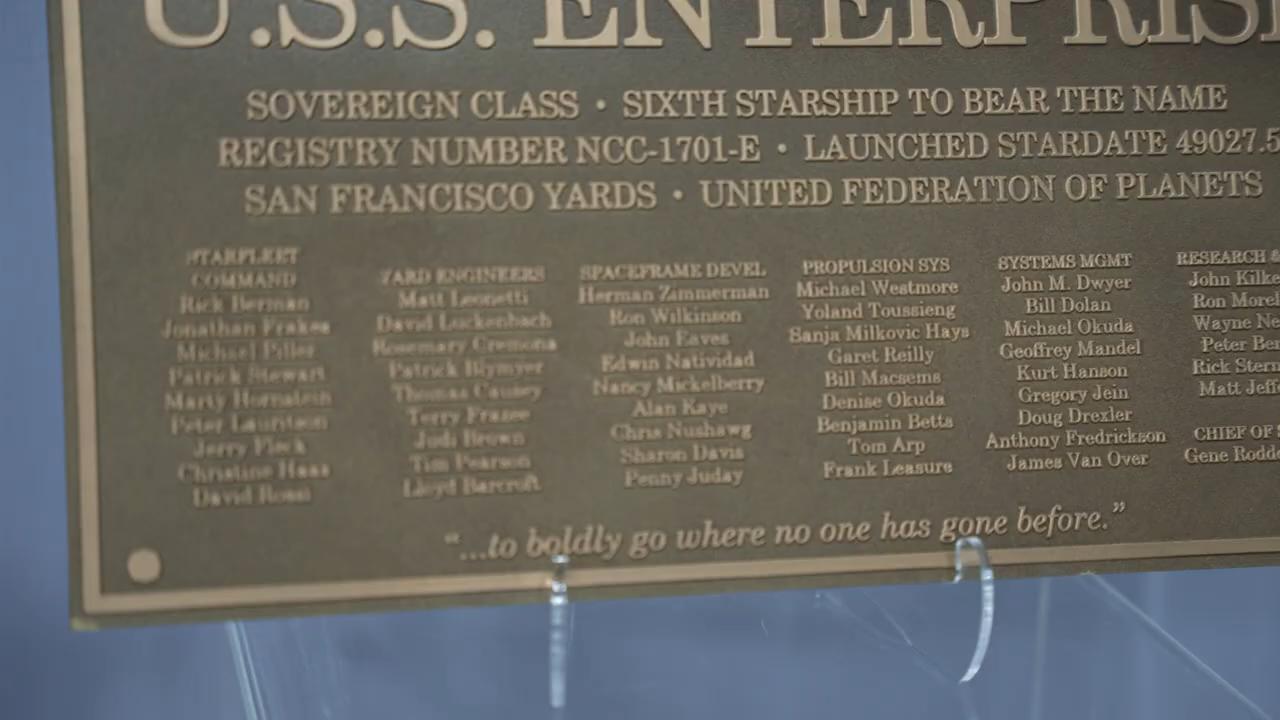 U.S.S. ENTERPRISE
SOVEREIGN CLASS • SIXTH STARSHIP TO BEAR THE NAME
REGISTRY NUMBER NCC-1701-E • LAUNCHED STARDATE 49027.5
SAN FRANCISCO YARDS • UNITED FEDERATION OF PLANETS
STARFLEET
COMMAND
Rick Berman
Jonathan Frakes
Michael Piller
Patrick Stewart
Marty Hornstein
Peter Lauritson
Jerry Fleck
Christine Haas
David Rossi
YARD ENGINEERS
Matt Leonetti
David Luckenbach
Rosemary Cremona
Patrick Blymyer
Thomas Causey
Terry Frazee
Judi Brown
Tim Pearson
Lloyd Barcroft
SPACEFRAME DEVEL
Herman Zimmerman
Ron Wilkinson
John Eaves
Edwin Natividad
Nancy Mickelberry
Alan Kaye
Chris Nushawg
Sharon Davis
Penny Juday
PROPULSION SYS
Michael Westmore
Yoland Toussieng
Sanja Milkovic Hays
Garet Reilly
Bill Macsems
Denise Okuda
Benjamin Betts
Tom Arp
Frank Leasure
SYSTEMS MGMT
John M. Dwyer
Bill Dolan
Michael Okuda
Geoffrey Mandel
Kurt Hanson
Gregory Jein
Doug Drexler
Anthony Fredrickson
James Van Over
RESEARCH &
John
Ron
Wayne
Peter
Rick
Matt
CHIEF OF
Gene
“...to boldly go where no one has gone before.”